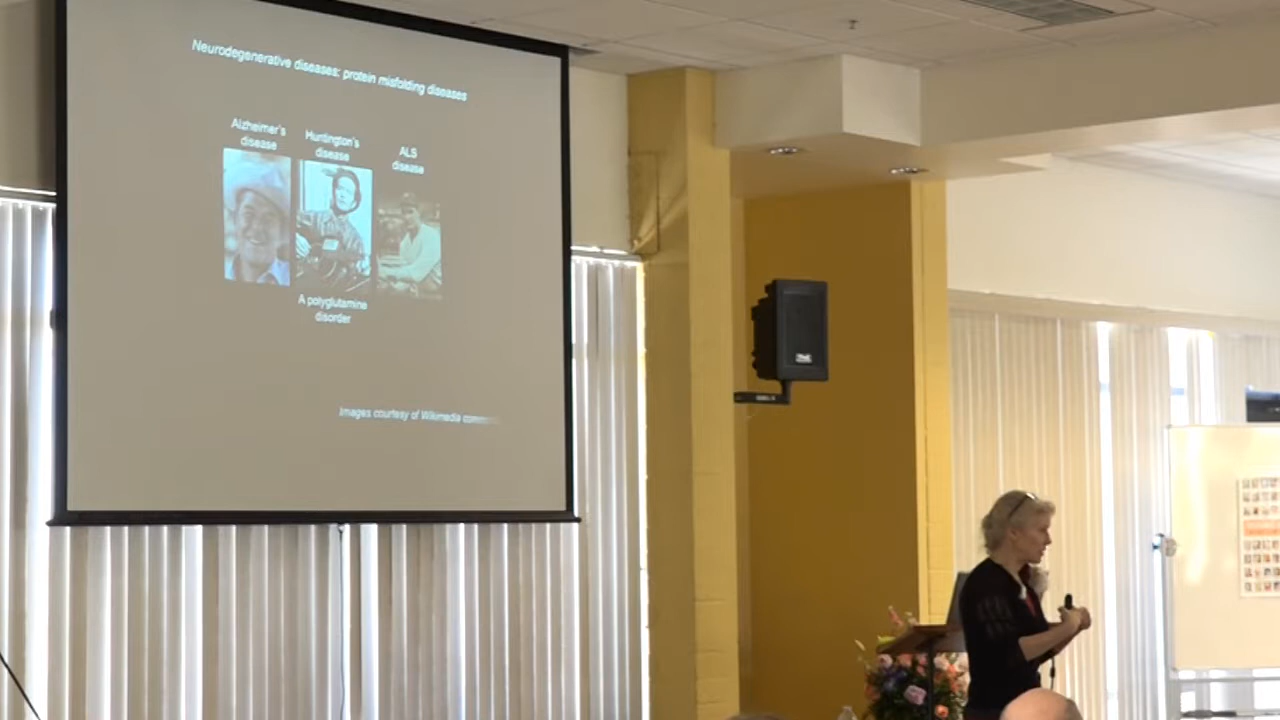 Neurodegenerative diseases: protein misfolding diseases
Alzheimer's
disease
Huntington's
disease
ALS
disease
A polyglutamine
disorder
Images courtesy of Wikimedia